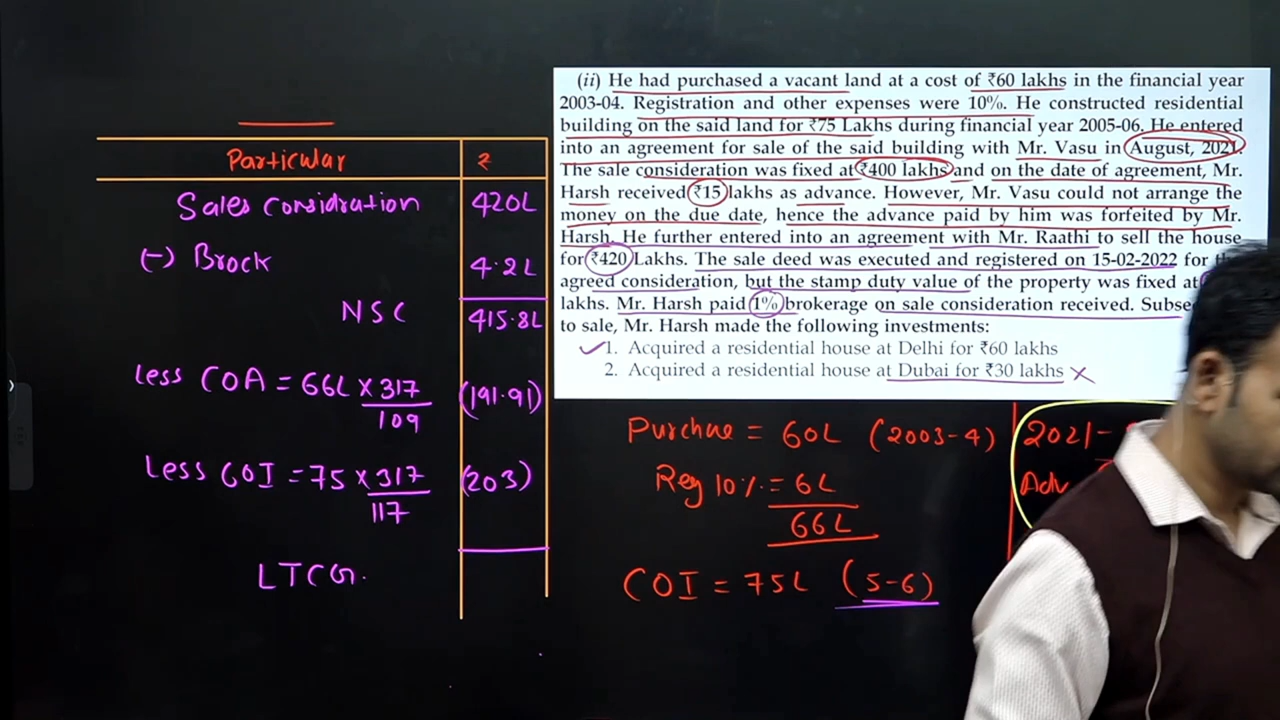 Particular ₹
Sales Considration 420L
(-) Brock 4.2L
NSC 415.8L
Less COA = 66L × 317/109 (191.91)
Less COI = 75 × 317/117 (203)
LTCG.
(ii) He had purchased a vacant land at a cost of ₹60 lakhs in the financial year
2003-04. Registration and other expenses were 10%. He constructed residential
building on the said land for ₹75 Lakhs during financial year 2005-06. He entered
into an agreement for sale of the said building with Mr. Vasu in August, 2021.
The sale consideration was fixed at ₹400 lakhs and on the date of agreement, Mr.
Harsh received ₹15 lakhs as advance. However, Mr. Vasu could not arrange the
money on the due date, hence the advance paid by him was forfeited by Mr.
Harsh. He further entered into an agreement with Mr. Raathi to sell the house
for ₹420 Lakhs. The sale deed was executed and registered on 15-02-2022 for
agreed consideration, but the stamp duty value of the property was fixed at
lakhs. Mr. Harsh paid 1% brokerage on sale consideration received.
to sale, Mr. Harsh made the following investments:
1. Acquired a residential house at Delhi for ₹60 lakhs
2. Acquired a residential house at Dubai for ₹30 lakhs
Purchae = 60L (2003-4)
Reg 10% = 6L
66L
COI = 75L (5-6)
2021-
Adv